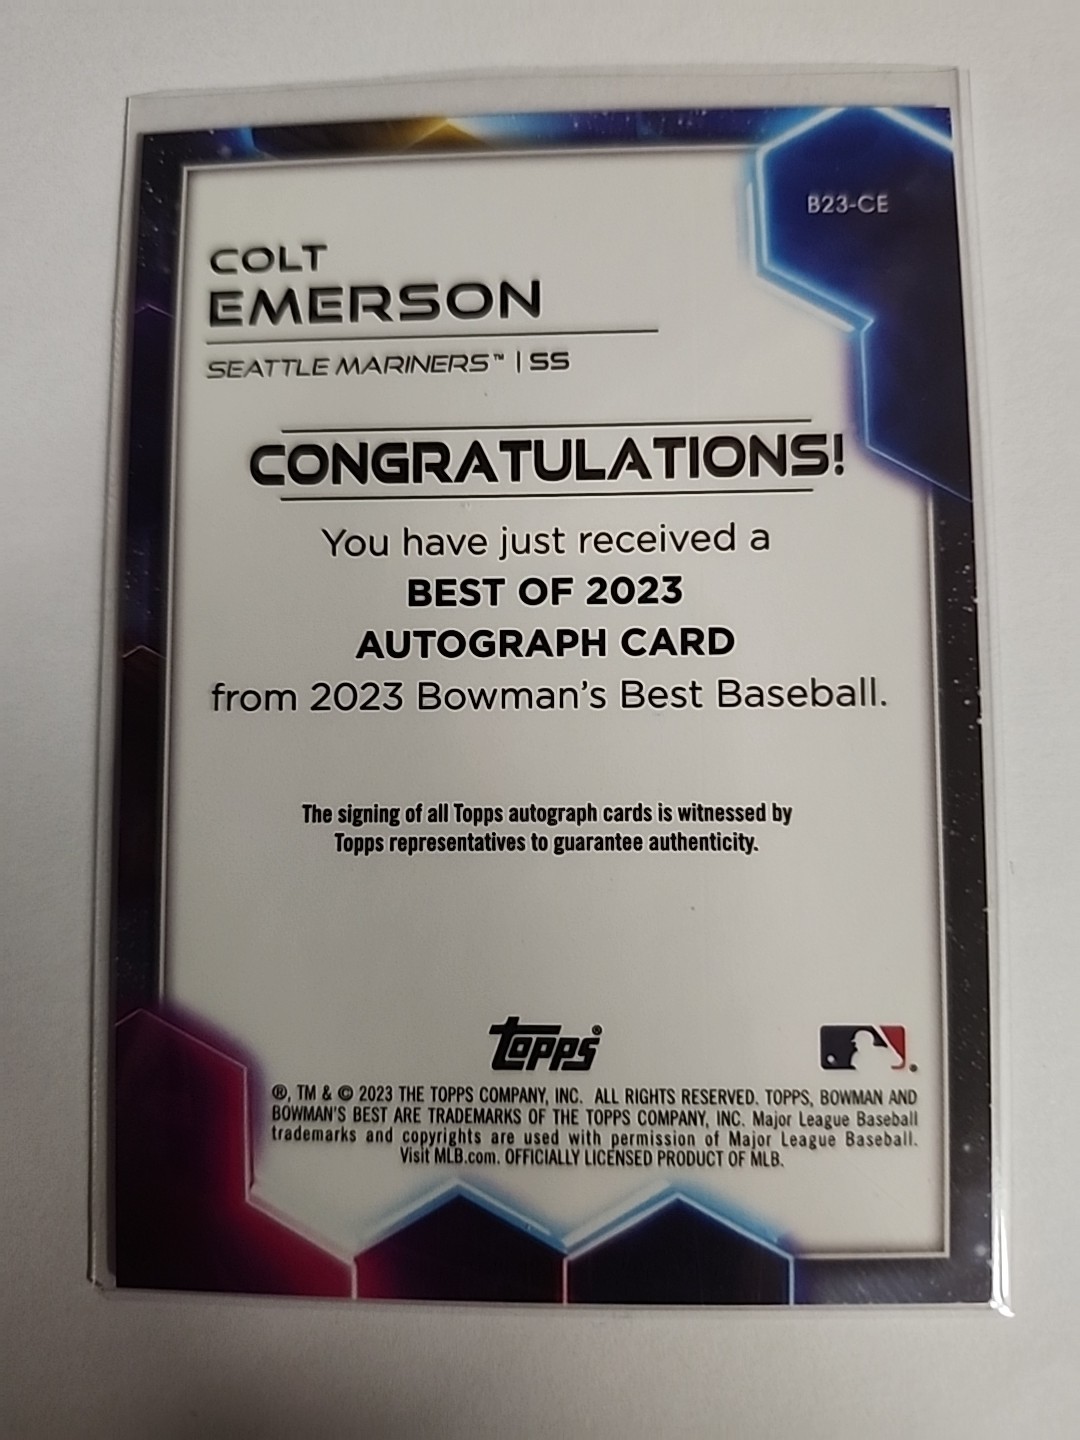 B23-CE
COLT
EMERSON
SEATTLE MARINERS™ | SS
CONGRATULATIONS!
You have just received a
BEST OF 2023
AUTOGRAPH CARD
from 2023 Bowman's Best Baseball.
The signing of all Topps autograph cards is witnessed by
Topps representatives to guarantee authenticity.
Topps®
®, TM & © 2023 THE TOPPS COMPANY, INC. ALL RIGHTS RESERVED. TOPPS, BOWMAN AND
BOWMAN'S BEST ARE TRADEMARKS OF THE TOPPS COMPANY, INC. Major League Baseball
trademarks and copyrights are used with permission of Major League Baseball.
Visit MLB.com. OFFICIALLY LICENSED PRODUCT OF MLB.